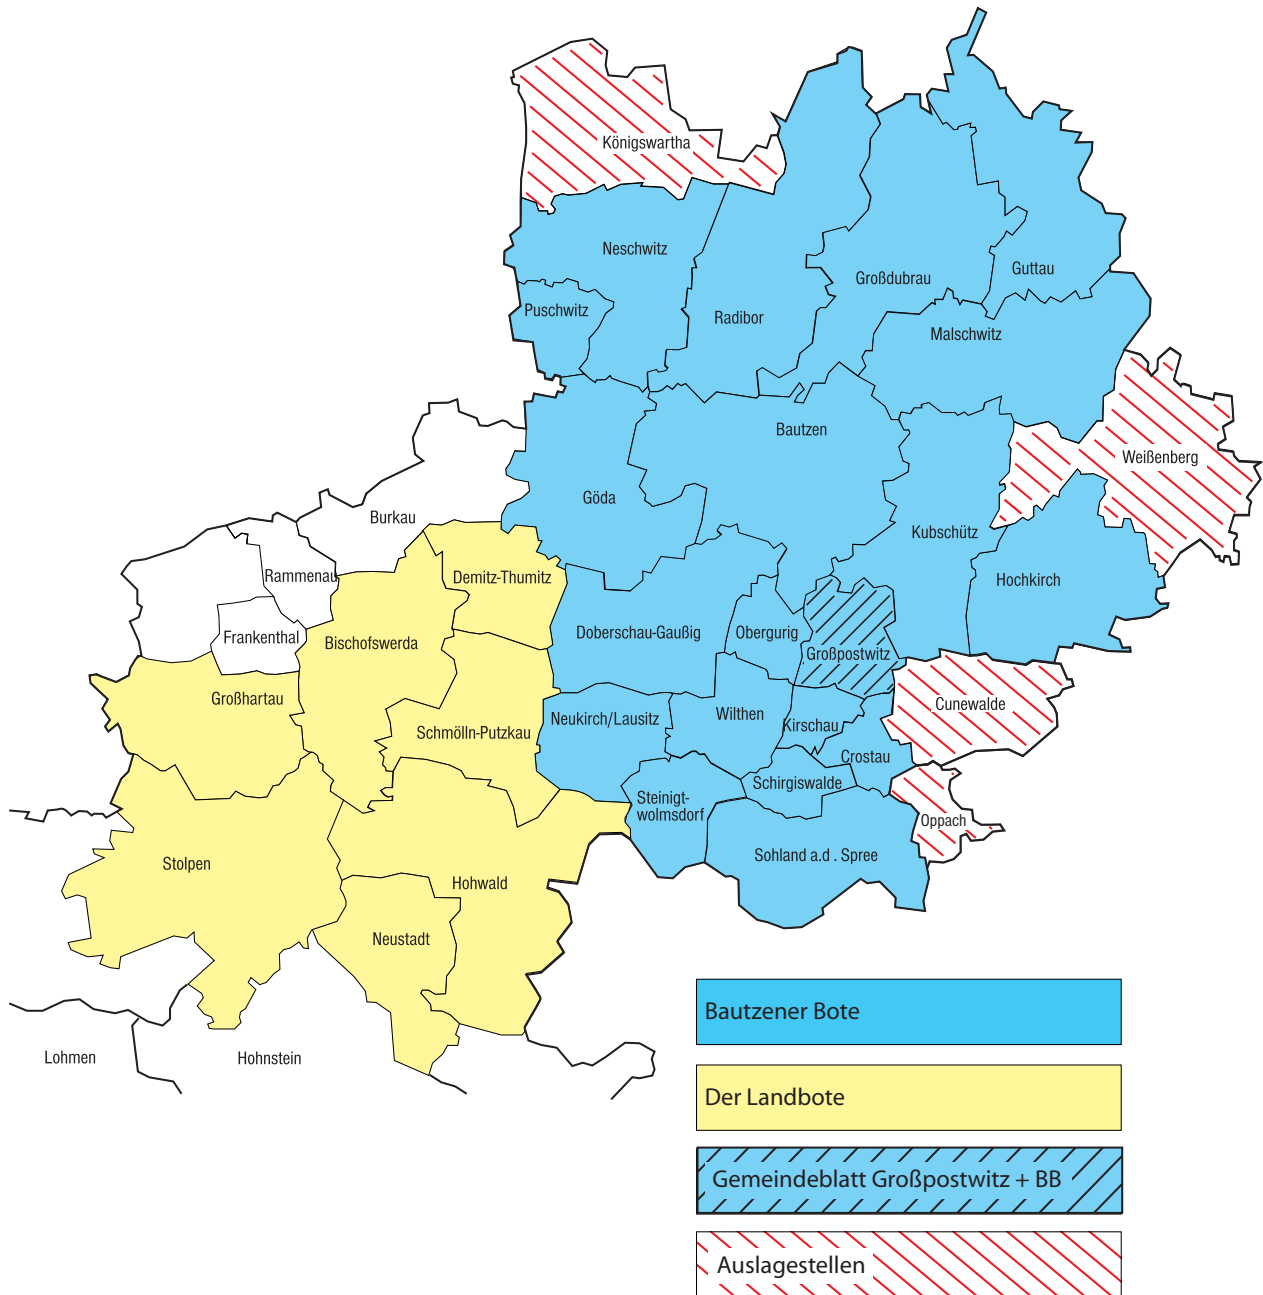 Königswartha
Neschwitz
Großdubrau
Guttau
Puschwitz
Radibor
Malschwitz
Bautzen
Weißenberg
Göda
Burkau
Kubschütz
Rammenau
Demitz-Thumitz
Hochkirch
Frankenthal
Bischofswerda
Doberschau-Gaußig
Obergurig
Großpostwitz
Großhartau
Cunewalde
Schmölln-Putzkau
Neukirch/Lausitz
Wilthen
Kirschau
Crostau
Schirgiswalde
Steinigt-
wolmsdorf
Oppach
Stolpen
Sohland a.d . Spree
Hohwald
Neustadt
Lohmen
Hohnstein
Bautzener Bote
Der Landbote
Gemeindeblatt Großpostwitz + BB
Auslagestellen